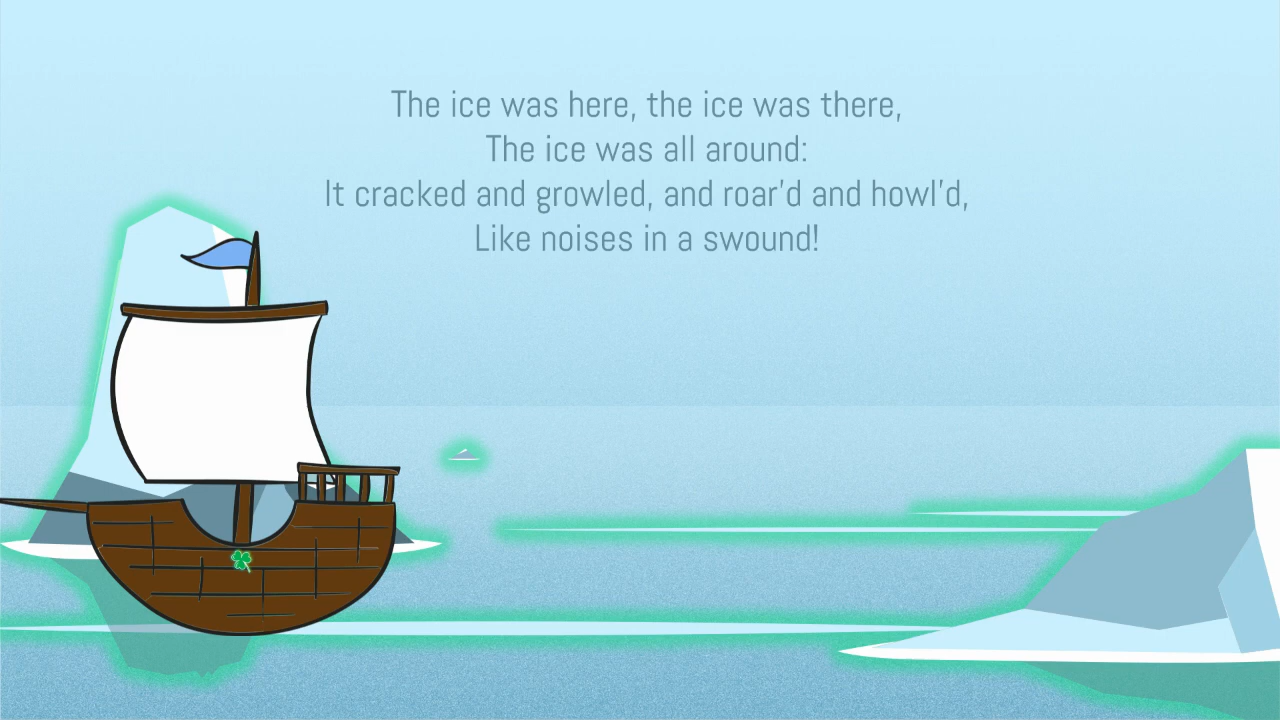 The ice was here, the ice was there,
The ice was all around:
It cracked and growled, and roar’d and howl’d,
Like noises in a swound!